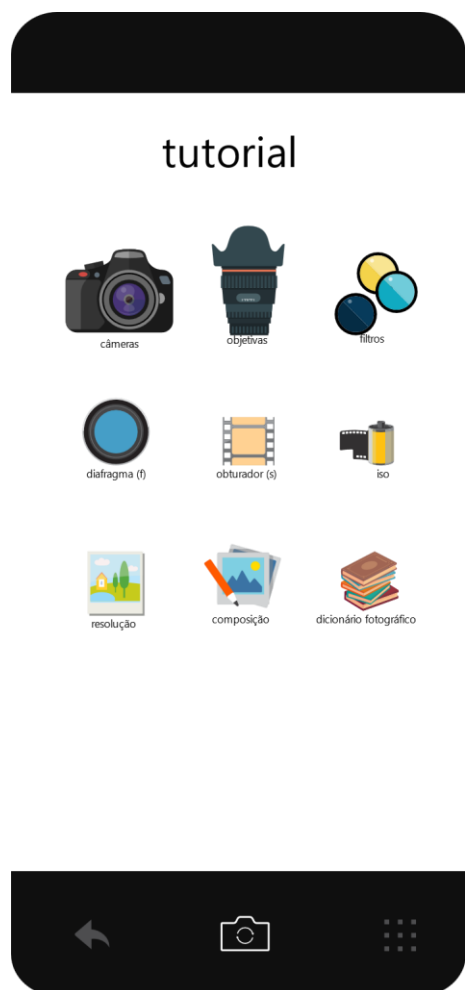 tutorial
câmeras
objetivas
filtros
diafragma (f)
obturador (s)
iso
resolução
composição
dicionário fotográfico